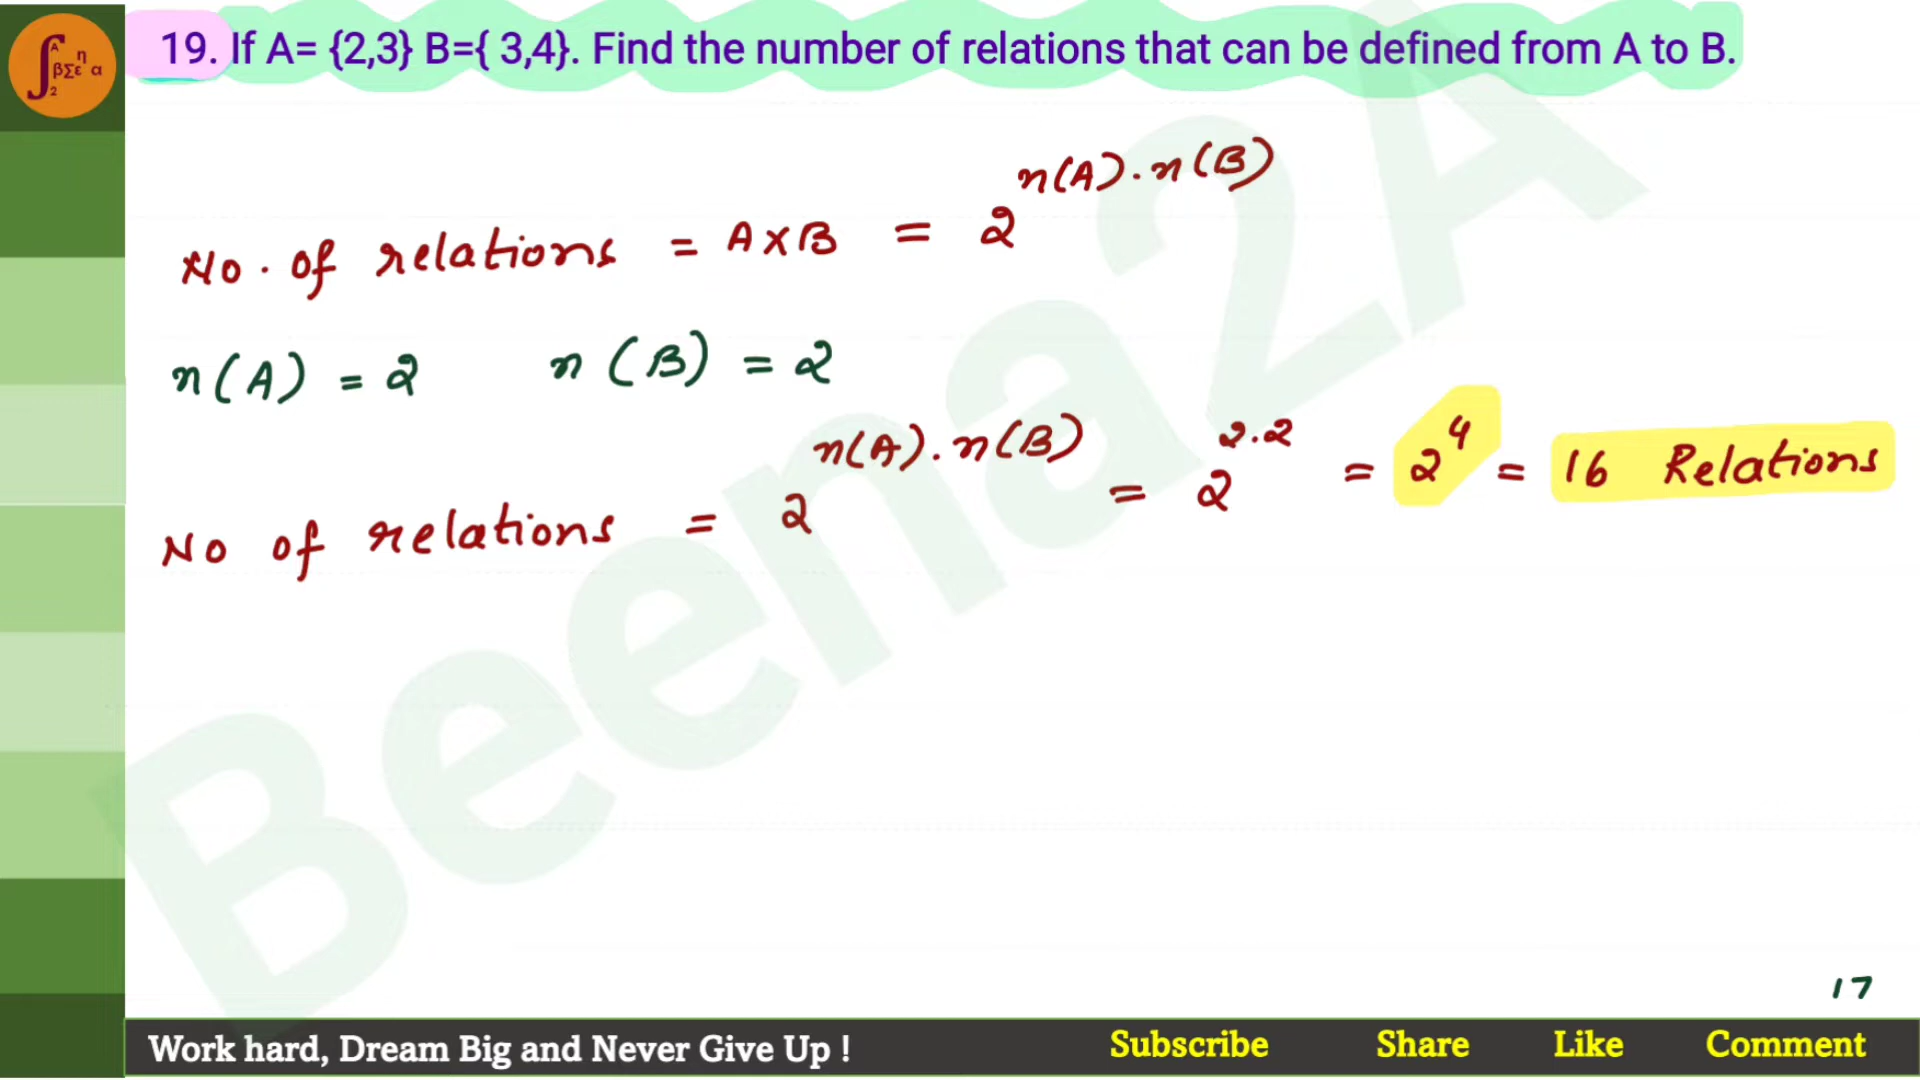 19. If A= {2,3} B={ 3,4}. Find the number of relations that can be defined from A to B.
No. of relations = A×B = 2^n(A).n(B)
n(A) = 2 n(B) = 2
No of relations = 2^n(A).n(B) = 2^2.2 = 2^4 = 16 Relations
Beena2A
17
Work hard, Dream Big and Never Give Up ! Subscribe Share Like Comment